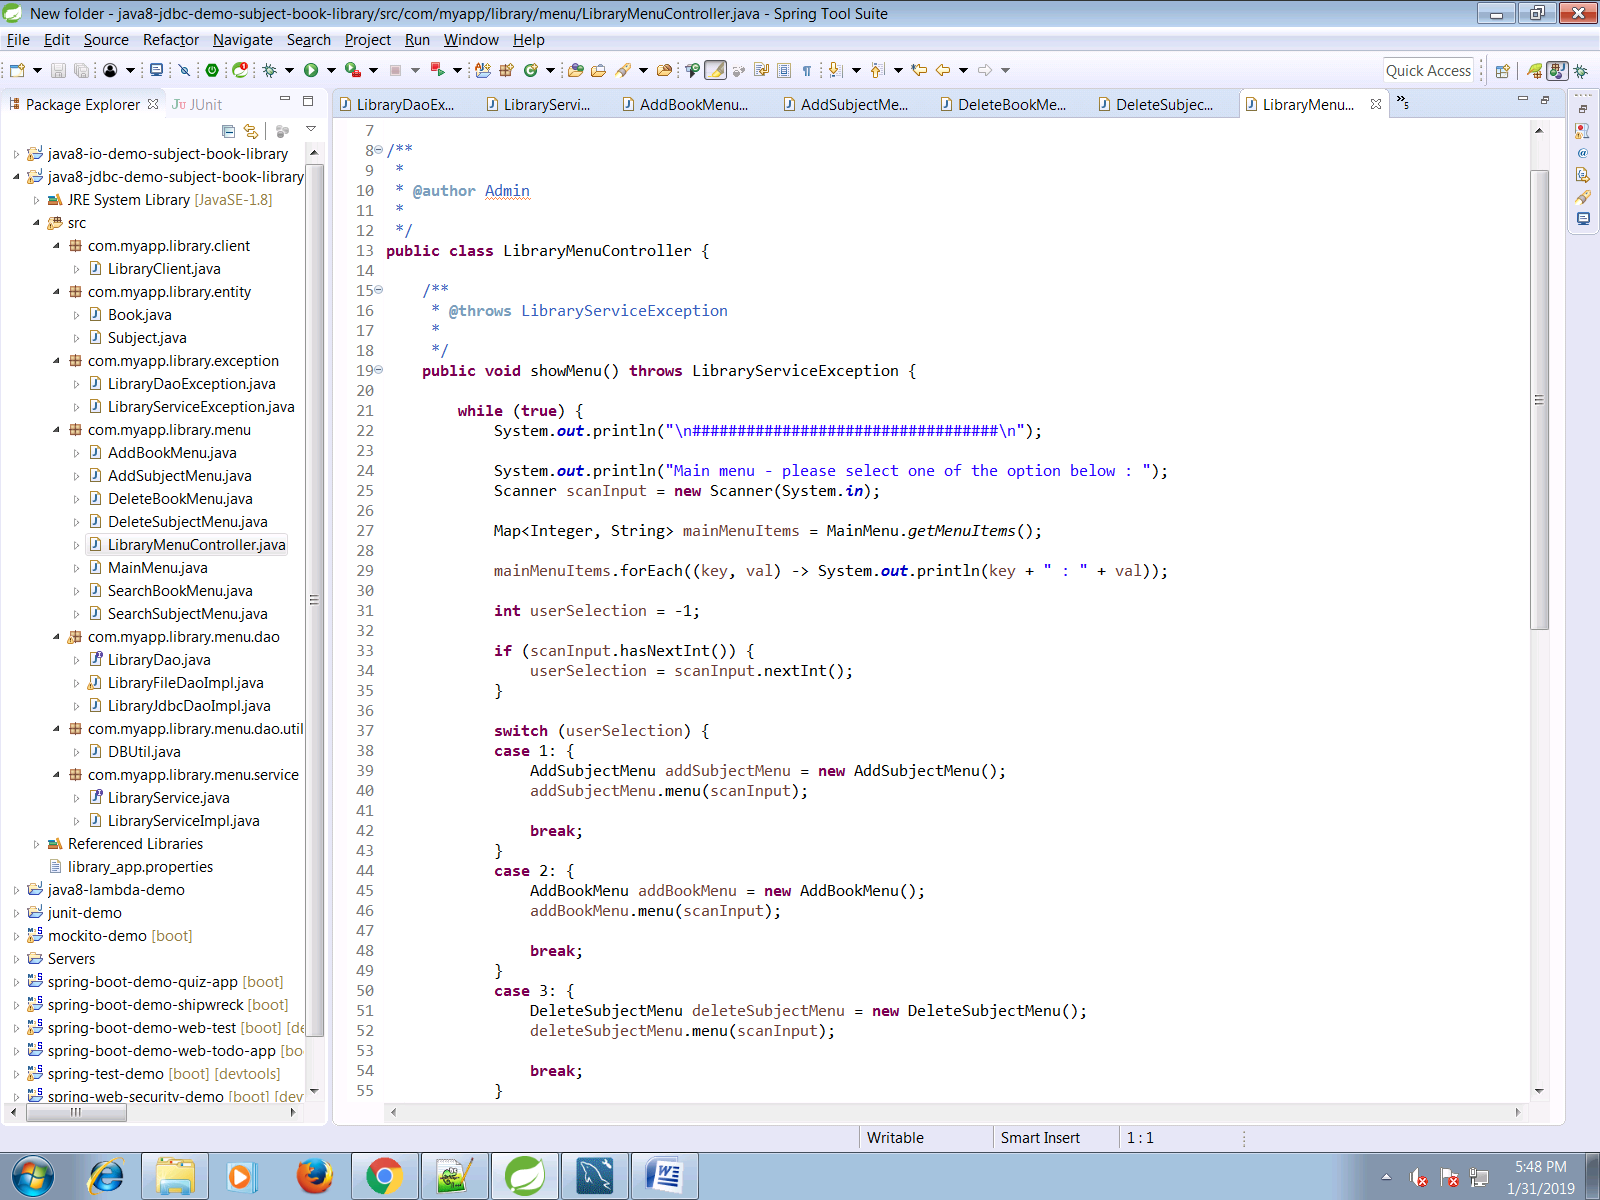 New folder - java8-jdbc-demo-subject-book-library/src/com/myapp/library/menu/LibraryMenuController.java - Spring Tool Suite
File Edit Source Refactor Navigate Search Project Run Window Help
Quick Access
Package Explorer JUnit
LibraryDaoEx... LibraryServi... AddBookMenu... AddSubjectMe... DeleteBookMe... DeleteSubjec... LibraryMenu... »5
java8-io-demo-subject-book-library
java8-jdbc-demo-subject-book-library
JRE System Library [JavaSE-1.8]
src
com.myapp.library.client
LibraryClient.java
com.myapp.library.entity
Book.java
Subject.java
com.myapp.library.exception
LibraryDaoException.java
LibraryServiceException.java
com.myapp.library.menu
AddBookMenu.java
AddSubjectMenu.java
DeleteBookMenu.java
DeleteSubjectMenu.java
LibraryMenuController.java
MainMenu.java
SearchBookMenu.java
SearchSubjectMenu.java
com.myapp.library.menu.dao
LibraryDao.java
LibraryFileDaoImpl.java
LibraryJdbcDaoImpl.java
com.myapp.library.menu.dao.util
DBUtil.java
com.myapp.library.menu.service
LibraryService.java
LibraryServiceImpl.java
Referenced Libraries
library_app.properties
java8-lambda-demo
junit-demo
mockito-demo [boot]
Servers
spring-boot-demo-quiz-app [boot]
spring-boot-demo-shipwreck [boot]
spring-boot-demo-web-test [boot] [de
spring-boot-demo-web-todo-app [bo
spring-test-demo [boot] [devtools]
spring-web-security-demo [boot] [dev
7
8 /**
9 *
10 * @author Admin
11 *
12 */
13 public class LibraryMenuController {
14
15 /**
16 * @throws LibraryServiceException
17 *
18 */
19 public void showMenu() throws LibraryServiceException {
20
21 while (true) {
22 System.out.println("\n##################################\n");
23
24 System.out.println("Main menu - please select one of the option below : ");
25 Scanner scanInput = new Scanner(System.in);
26
27 Map<Integer, String> mainMenuItems = MainMenu.getMenuItems();
28
29 mainMenuItems.forEach((key, val) -> System.out.println(key + " : " + val));
30
31 int userSelection = -1;
32
33 if (scanInput.hasNextInt()) {
34 userSelection = scanInput.nextInt();
35 }
36
37 switch (userSelection) {
38 case 1: {
39 AddSubjectMenu addSubjectMenu = new AddSubjectMenu();
40 addSubjectMenu.menu(scanInput);
41
42 break;
43 }
44 case 2: {
45 AddBookMenu addBookMenu = new AddBookMenu();
46 addBookMenu.menu(scanInput);
47
48 break;
49 }
50 case 3: {
51 DeleteSubjectMenu deleteSubjectMenu = new DeleteSubjectMenu();
52 deleteSubjectMenu.menu(scanInput);
53
54 break;
55 }
Writable Smart Insert 1 : 1
5:48 PM
1/31/2019